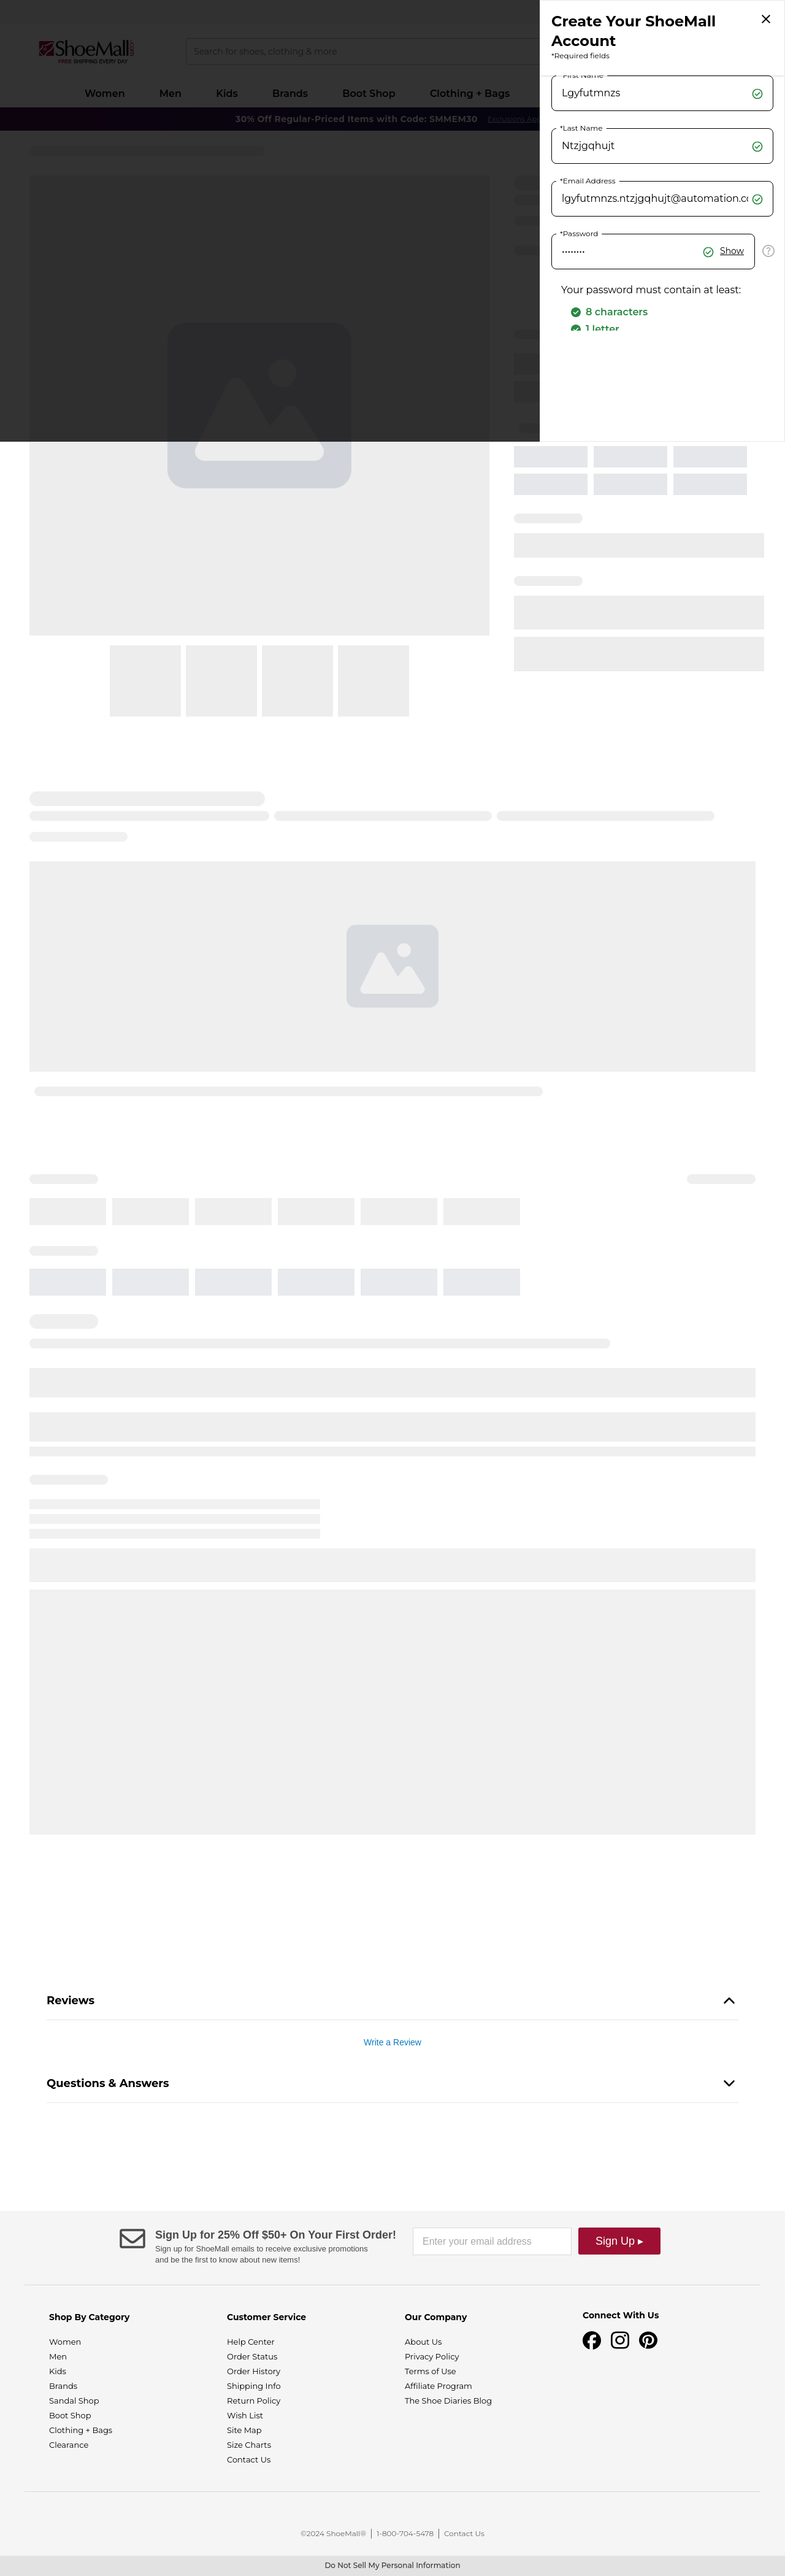 Create Your ShoeMall Account
*Required fields
*First Name
Lgyfutmnzs
*Last Name
Ntzjgqhujt
*Email Address
lgyfutmnzs.ntzjgqhujt@automation.co
*Password
••••••••
Show
Your password must contain at least:
8 characters
1 letter
ShoeMall
FREE SHIPPING EVERY DAY
Search for shoes, clothing & more
Women
Men
Kids
Brands
Boot Shop
Clothing + Bags
30% Off Regular-Priced Items with Code: SMMEM30
Exclusions
Reviews
Write a Review
Questions & Answers
Sign Up for 25% Off $50+ On Your First Order!
Sign up for ShoeMall emails to receive exclusive promotions
and be the first to know about new items!
Enter your email address
Sign Up ▸
Shop By Category
Women
Men
Kids
Brands
Sandal Shop
Boot Shop
Clothing + Bags
Clearance
Customer Service
Help Center
Order Status
Order History
Shipping Info
Return Policy
Wish List
Site Map
Size Charts
Contact Us
Our Company
About Us
Privacy Policy
Terms of Use
Affiliate Program
The Shoe Diaries Blog
Connect With Us
©2024 ShoeMall® | 1-800-704-5478 | Contact Us
Do Not Sell My Personal Information